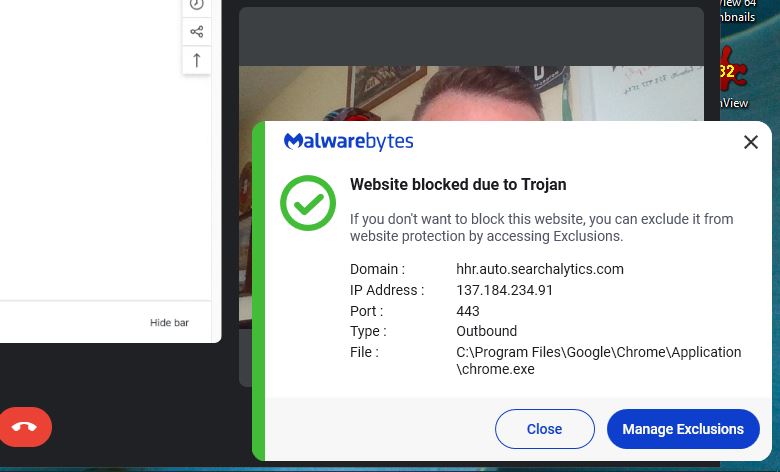 iew 64
nbnails
32
nView
Malwarebytes
Website blocked due to Trojan
If you don't want to block this website, you can exclude it from
website protection by accessing Exclusions.
Domain : hhr.auto.searchalytics.com
IP Address : 137.184.234.91
Port : 443
Type : Outbound
File : C:\Program Files\Google\Chrome\Application
\chrome.exe
Hide bar
Close
Manage Exclusions